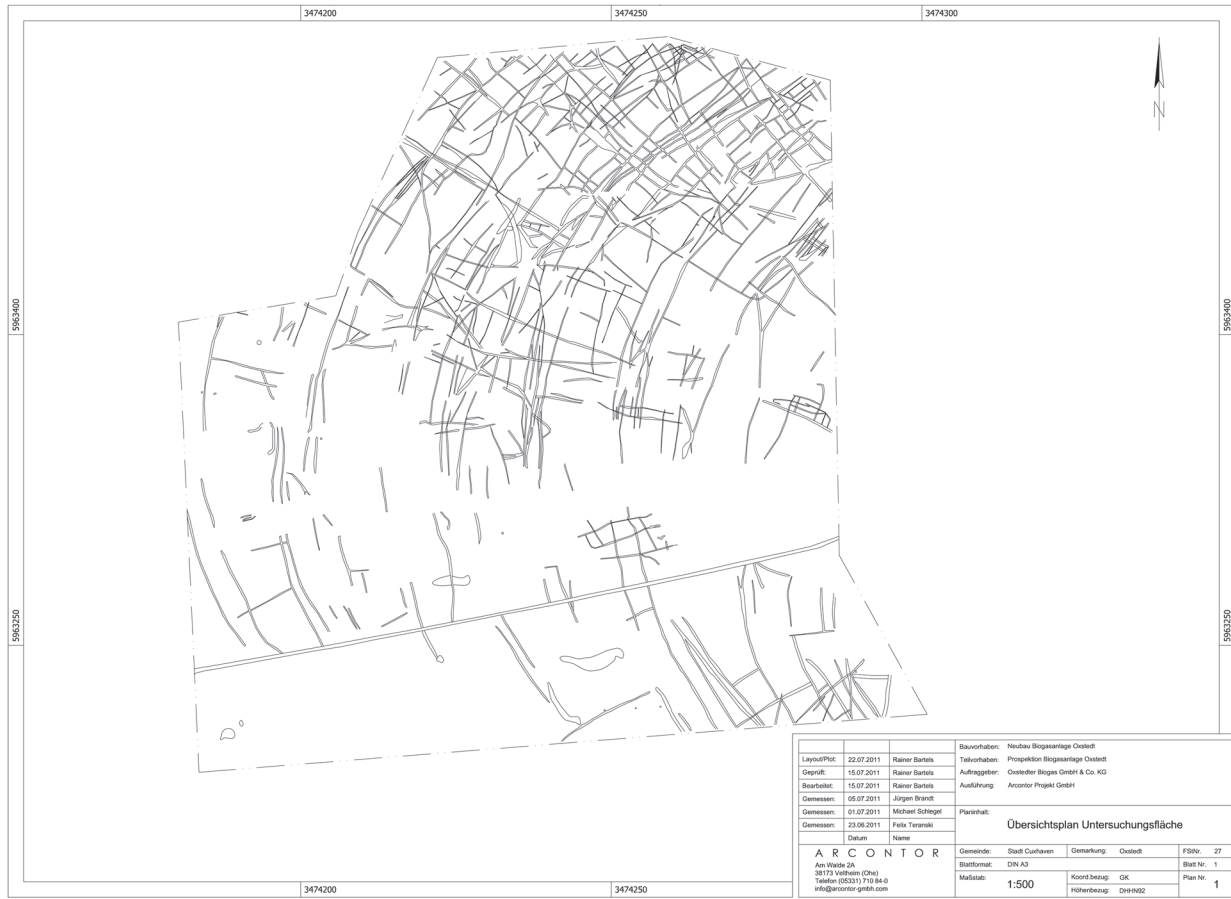 3474200 3474250 3474300
N
5963400 5963400
5963250 5963250
Bauvorhaben: Neubau Biogasanlage Oxstedt
Layout/Plot: 22.07.2011 Rainer Bartels Teilvorhaben: Prospektion Biogasanlage Oxstedt
Geprüft: 15.07.2011 Rainer Bartels Auftraggeber: Oxstedter Biogas GmbH & Co. KG
Bearbeitet: 15.07.2011 Rainer Bartels Ausführung: Arcontor Projekt GmbH
Gemessen: 05.07.2011 Jürgen Brandt
Gemessen: 01.07.2011 Michael Schlegel Planinhalt:
Gemessen: 23.06.2011 Felix Teranski Übersichtsplan Untersuchungsfläche
Datum Name
ARCONTOR
Am Walde 2A
38173 Veltheim (Ohe)
Telefon (05331) 710 84-0
info@arcontor-gmbh.com
Gemeinde: Stadt Cuxhaven Gemarkung: Oxstedt FStNr. 27
Blattformat: DIN A3 Blatt Nr. 1
Maßstab: 1:500 Koord.bezug: GK Plan Nr. 1
Höhenbezug: DHHN92
3474200 3474250